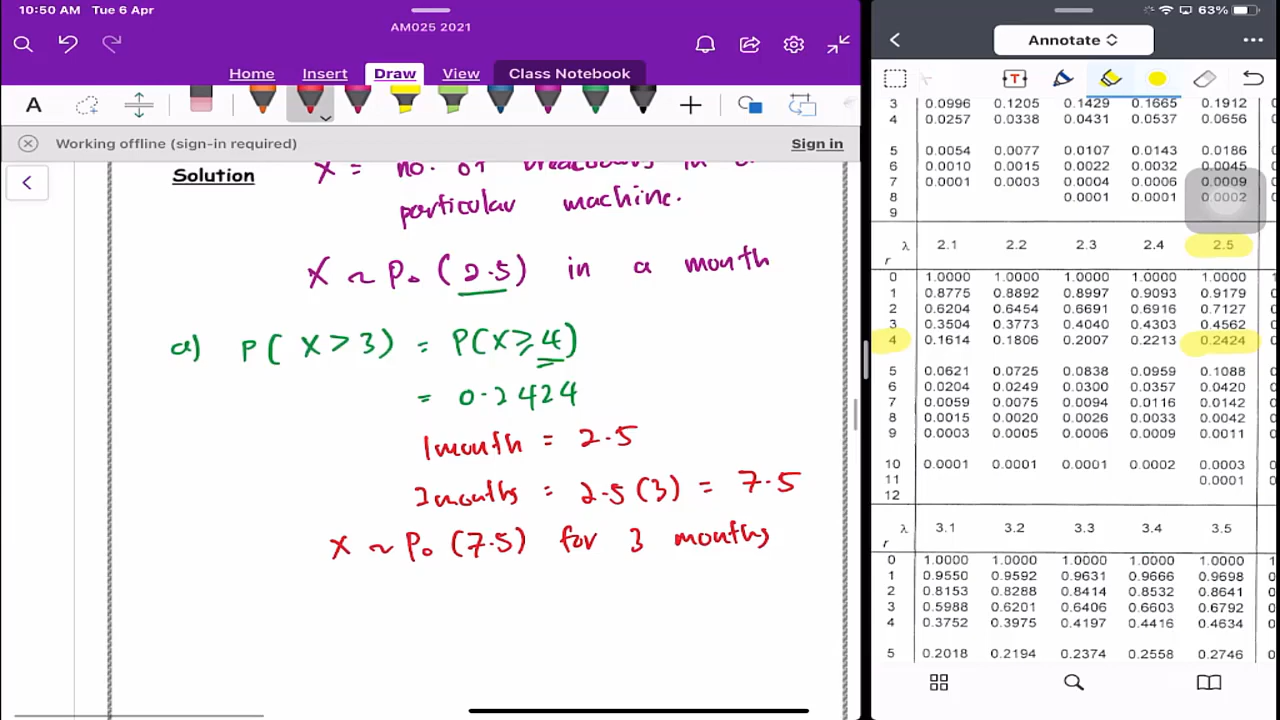 10:50 AM Tue 6 Apr
AM025 2021
Home Insert Draw View Class Notebook
A
Working offline (sign-in required) Sign in
Solution X = no. of breakdowns in a
particular machine.
X ~ P₀ (2.5) in a month
a) P( X > 3) = P(X ≥ 4)
= 0.2424
1 month = 2.5
3 months = 2.5 (3) = 7.5
X ~ P₀ (7.5) for 3 months
63%
Annotate
T
3 0.0996 0.1205 0.1429 0.1665 0.1912
4 0.0257 0.0338 0.0431 0.0537 0.0656
5 0.0054 0.0077 0.0107 0.0143 0.0186
6 0.0010 0.0015 0.0022 0.0032 0.0045
7 0.0001 0.0003 0.0004 0.0006 0.0009
8 0.0001 0.0001 0.0002
9
λ 2.1 2.2 2.3 2.4 2.5
r
0 1.0000 1.0000 1.0000 1.0000 1.0000
1 0.8775 0.8892 0.8997 0.9093 0.9179
2 0.6204 0.6454 0.6691 0.6916 0.7127
3 0.3504 0.3773 0.4040 0.4303 0.4562
4 0.1614 0.1806 0.2007 0.2213 0.2424
5 0.0621 0.0725 0.0838 0.0959 0.1088
6 0.0204 0.0249 0.0300 0.0357 0.0420
7 0.0059 0.0075 0.0094 0.0116 0.0142
8 0.0015 0.0020 0.0026 0.0033 0.0042
9 0.0003 0.0005 0.0006 0.0009 0.0011
10 0.0001 0.0001 0.0001 0.0002 0.0003
11 0.0001
12
λ 3.1 3.2 3.3 3.4 3.5
r
0 1.0000 1.0000 1.0000 1.0000 1.0000
1 0.9550 0.9592 0.9631 0.9666 0.9698
2 0.8153 0.8288 0.8414 0.8532 0.8641
3 0.5988 0.6201 0.6406 0.6603 0.6792
4 0.3752 0.3975 0.4197 0.4416 0.4634
5 0.2018 0.2194 0.2374 0.2558 0.2746